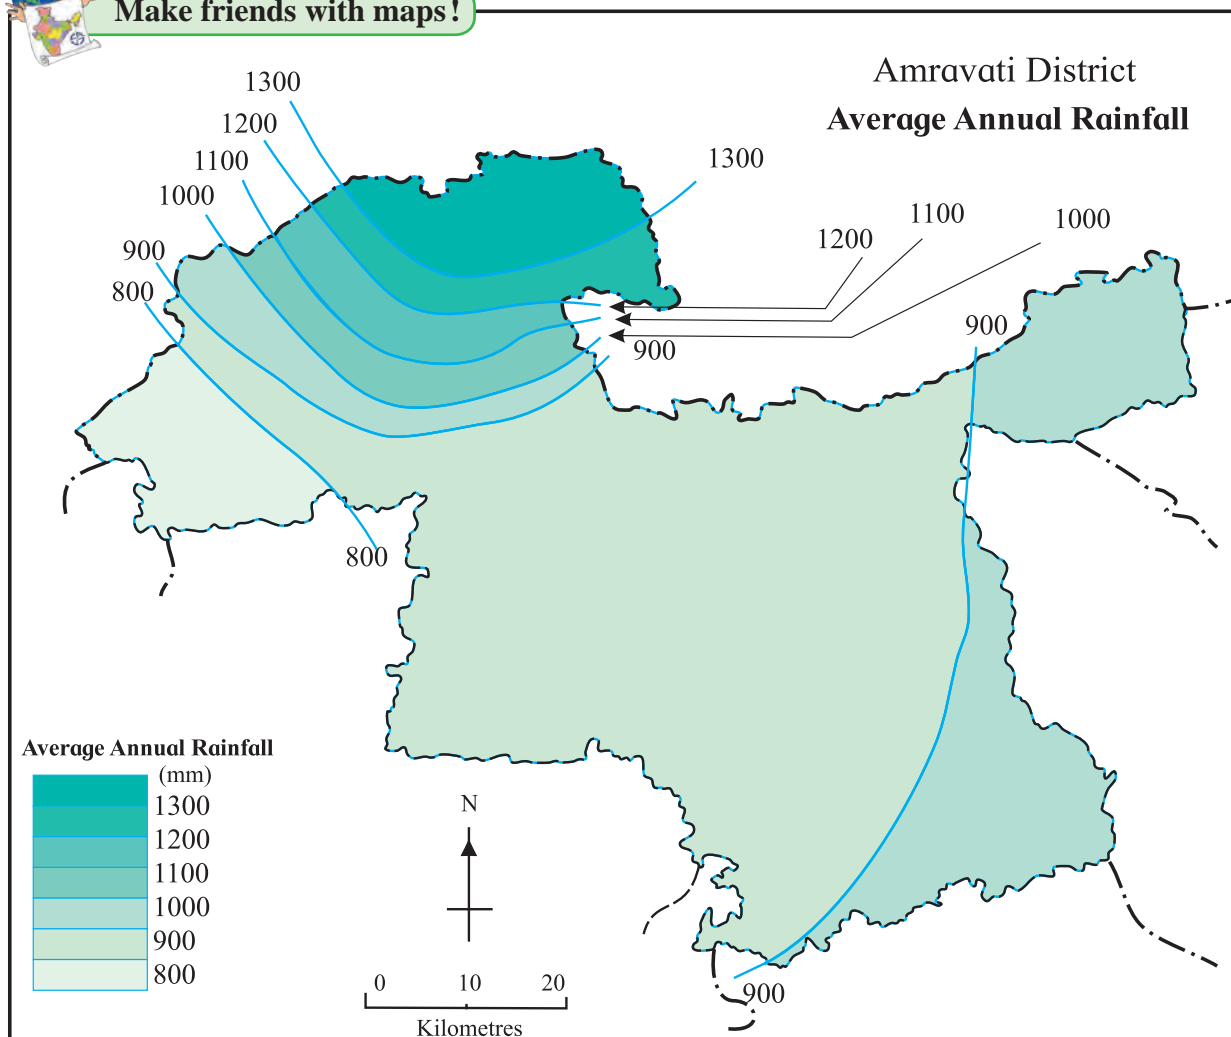 Make friends with maps!
Amravati District
Average Annual Rainfall
1300
1200
1100
1000
900
800
1300
1200
1100
1000
900
900
800
900
Average Annual Rainfall
(mm)
1300
1200
1100
1000
900
800
N
0 10 20
Kilometres